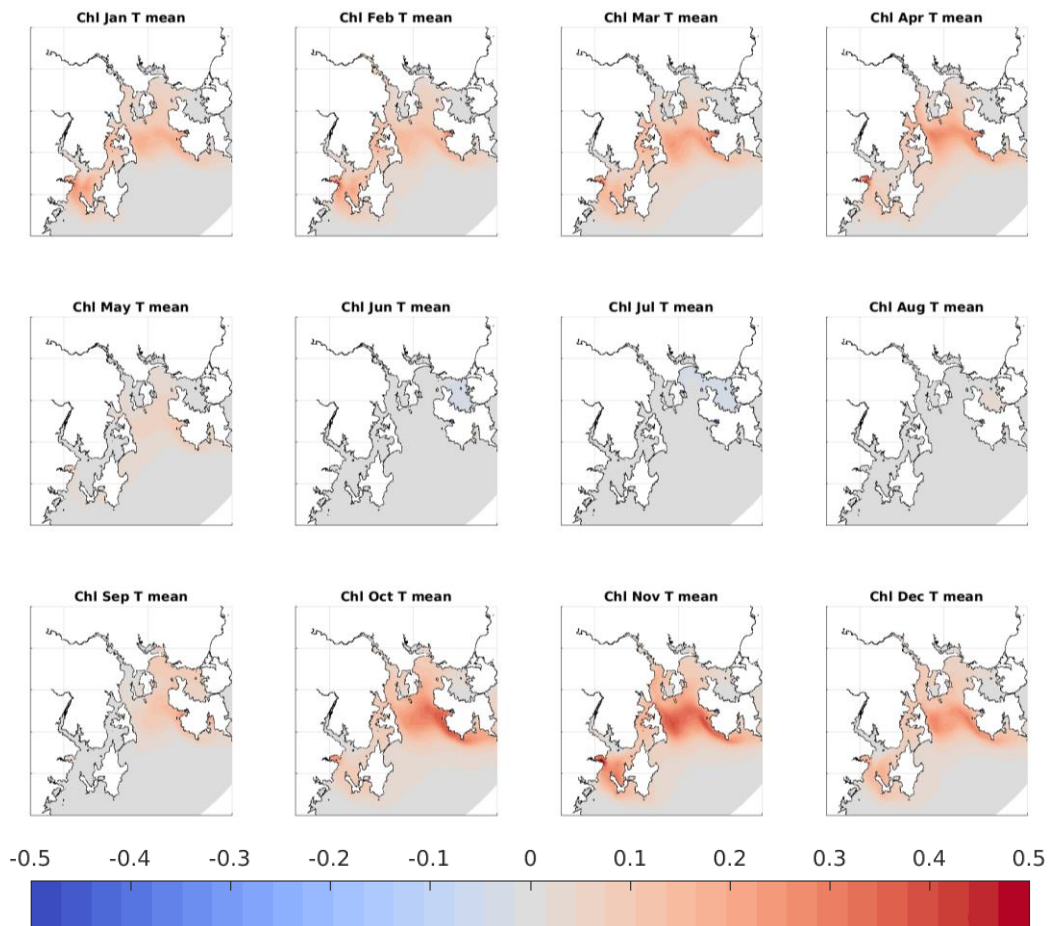 Chl Jan T mean Chl Feb T mean Chl Mar T mean Chl Apr T mean
Chl May T mean Chl Jun T mean Chl Jul T mean Chl Aug T mean
Chl Sep T mean Chl Oct T mean Chl Nov T mean Chl Dec T mean
-0.5 -0.4 -0.3 -0.2 -0.1 0 0.1 0.2 0.3 0.4 0.5